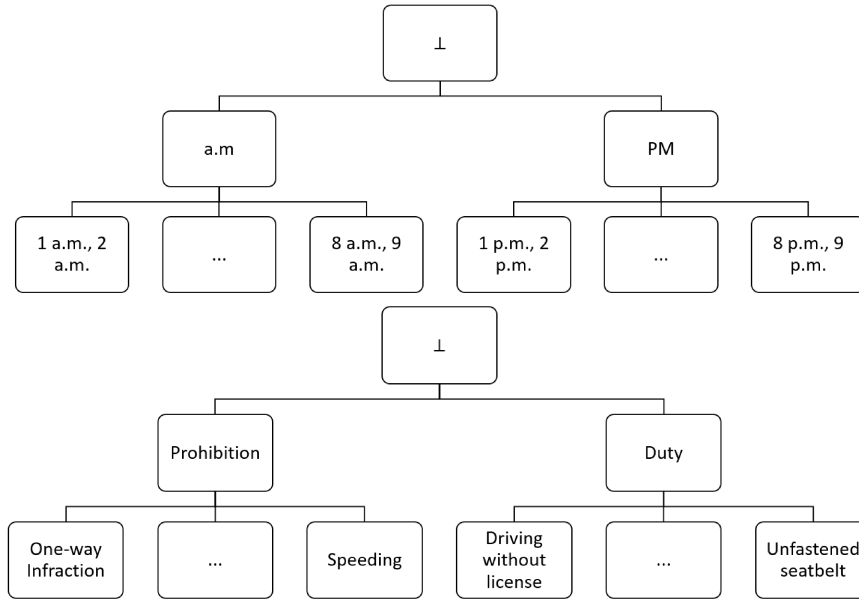 ⊥
a.m
PM
1 a.m., 2
a.m.
...
8 a.m., 9
a.m.
1 p.m., 2
p.m.
...
8 p.m., 9
p.m.
⊥
Prohibition
Duty
One-way
Infraction
...
Speeding
Driving
without
license
...
Unfastened
seatbelt